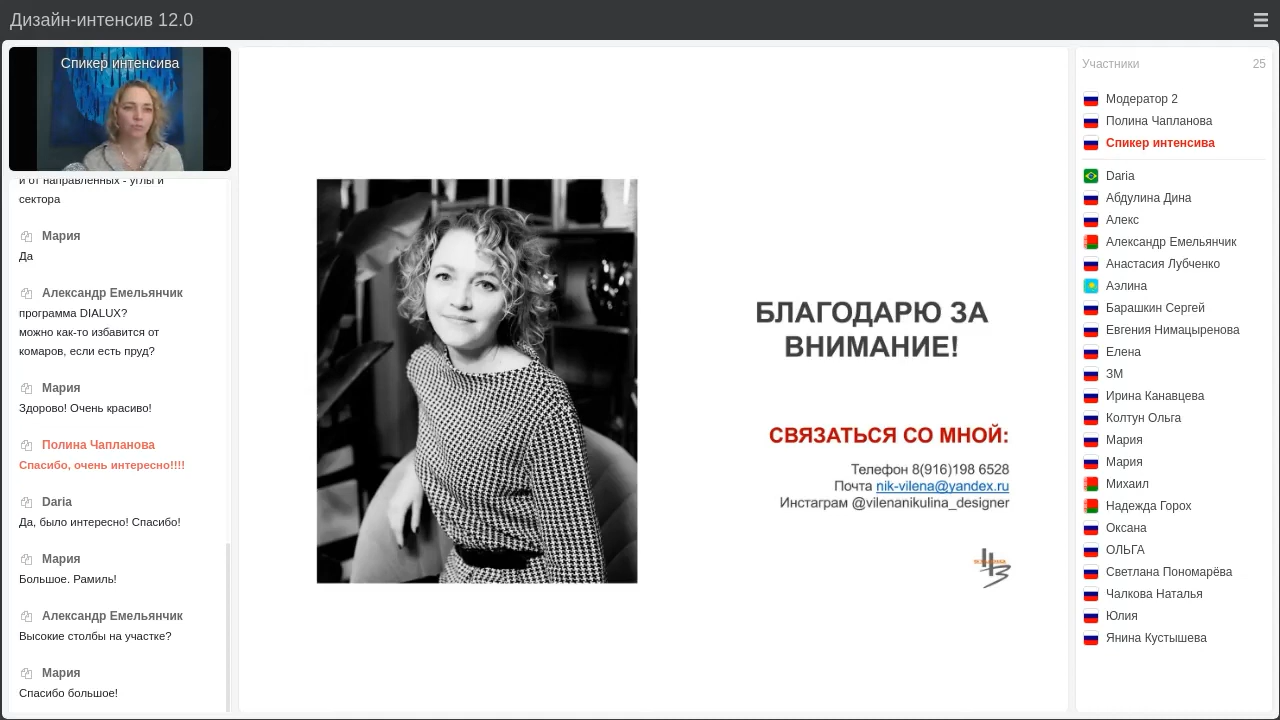 Дизайн-интенсив 12.0
Спикер интенсива
и от направленных - углы и
сектора
Мария
Да
Александр Емельянчик
программа DIALUX?
можно как-то избавится от
комаров, если есть пруд?
Мария
Здорово! Очень красиво!
Полина Чапланова
Спасибо, очень интересно!!!!
Daria
Да, было интересно! Спасибо!
Мария
Большое. Рамиль!
Александр Емельянчик
Высокие столбы на участке?
Мария
Спасибо большое!
БЛАГОДАРЮ ЗА
ВНИМАНИЕ!
СВЯЗАТЬСЯ СО МНОЙ:
Телефон 8(916)198 6528
Почта nik-vilena@yandex.ru
Инстаграм @vilenanikulina_designer
Участники 25
Модератор 2
Полина Чапланова
Спикер интенсива
Daria
Абдулина Дина
Алекс
Александр Емельянчик
Анастасия Лубченко
Аэлина
Барашкин Сергей
Евгения Нимацыренова
Елена
ЗМ
Ирина Канавцева
Колтун Ольга
Мария
Мария
Михаил
Надежда Горох
Оксана
ОЛЬГА
Светлана Пономарёва
Чалкова Наталья
Юлия
Янина Кустышева